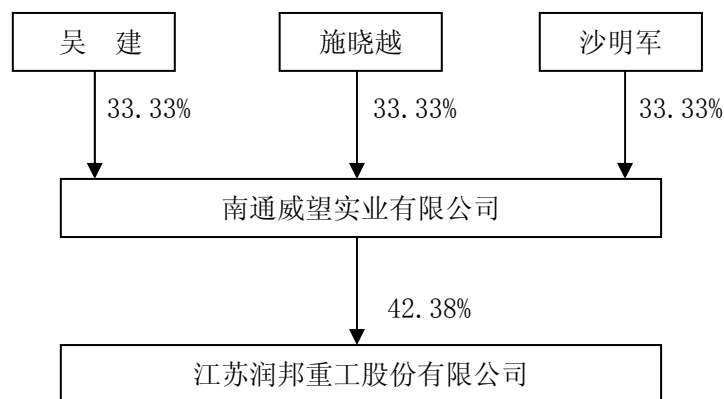 吴 建 施晓越 沙明军
33.33% 33.33% 33.33%
南通威望实业有限公司
42.38%
江苏润邦重工股份有限公司